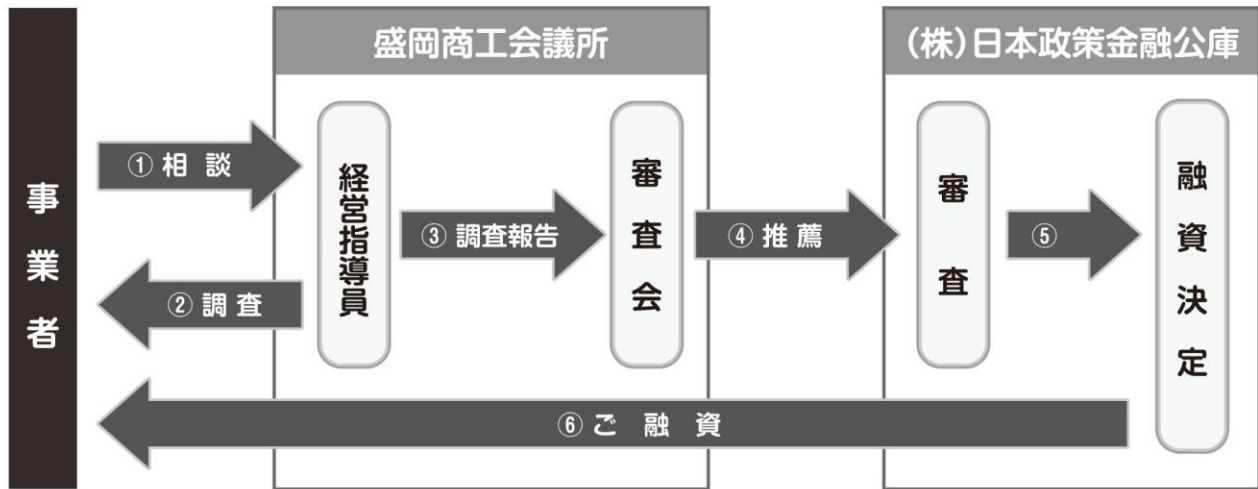 盛岡商工会議所
(株)日本政策金融公庫
事業者
① 相 談
② 調 査
経営指導員
③ 調査報告
審査会
④ 推 薦
審査
⑤
融資決定
⑥ ご 融 資